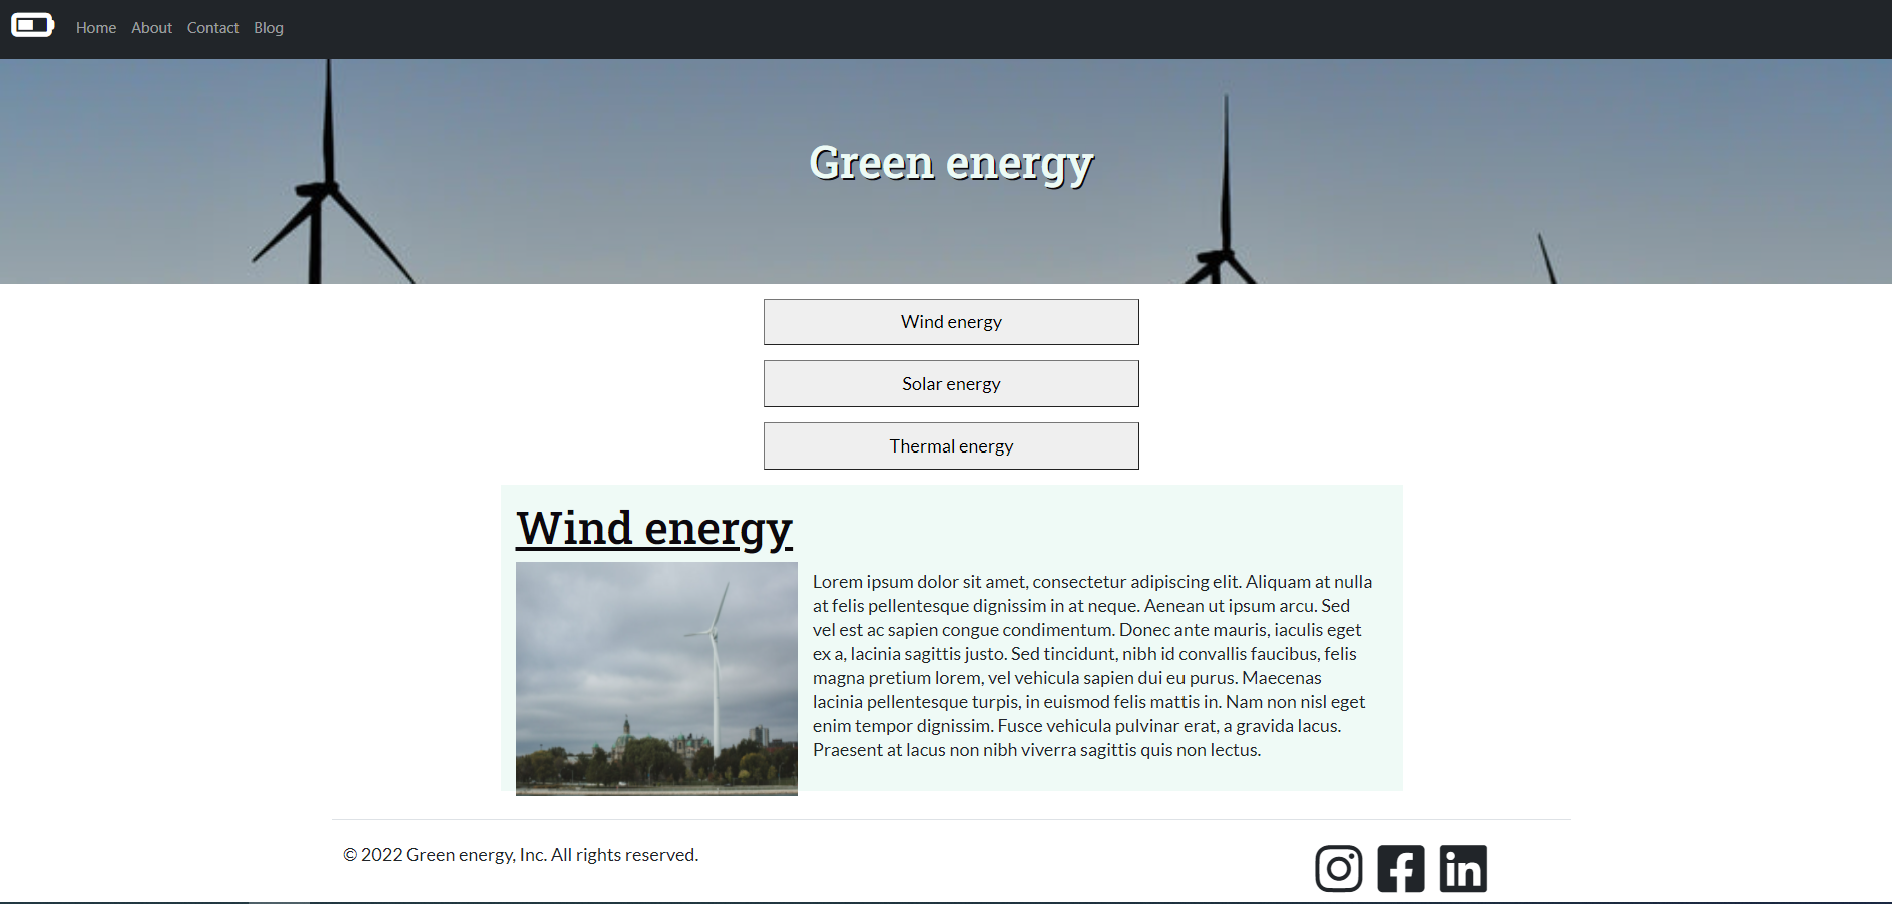 Home About Contact Blog
Green energy
Wind energy
Solar energy
Thermal energy
Wind energy
Lorem ipsum dolor sit amet, consectetur adipiscing elit. Aliquam at nulla
at felis pellentesque dignissim in at neque. Aenean ut ipsum arcu. Sed
vel est ac sapien congue condimentum. Donec ante mauris, iaculis eget
ex a, lacinia sagittis justo. Sed tincidunt, nibh id convallis faucibus, felis
magna pretium lorem, vel vehicula sapien dui eu purus. Maecenas
lacinia pellentesque turpis, in euismod felis mattis in. Nam non nisl eget
enim tempor dignissim. Fusce vehicula pulvinar erat, a gravida lacus.
Praesent at lacus non nibh viverra sagittis quis non lectus.
© 2022 Green energy, Inc. All rights reserved.